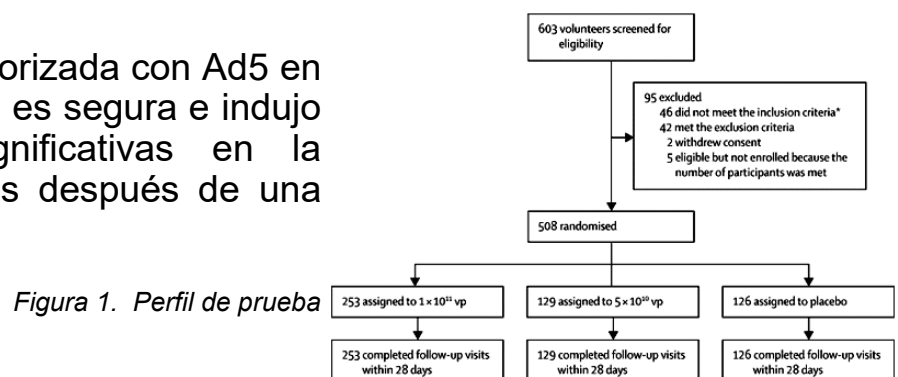 orizada con Ad5 en
es segura e indujo
gnificativas en la
s después de una
Figura 1. Perfil de prueba
603 volunteers screened for
eligibility
95 excluded
46 did not meet the inclusion criteria*
42 met the exclusion criteria
2 withdrew consent
5 eligible but not enrolled because the
number of participants was met
508 randomised
253 assigned to 1 × 10¹¹ vp
129 assigned to 5 × 10¹⁰ vp
126 assigned to placebo
253 completed follow-up visits
within 28 days
129 completed follow-up visits
within 28 days
126 completed follow-up visits
within 28 days